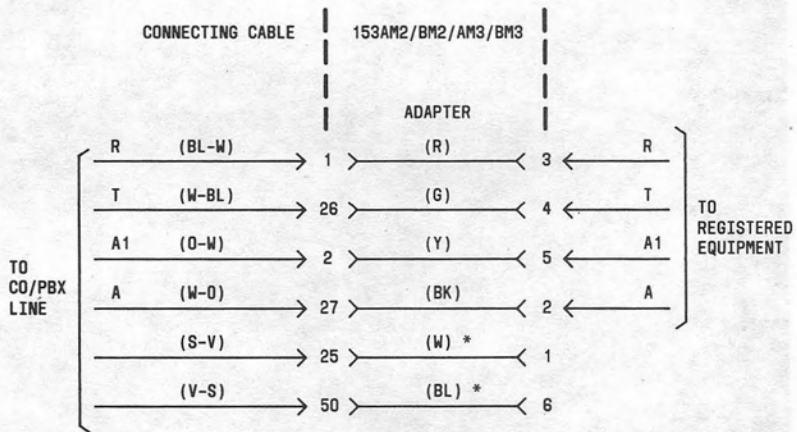 CONNECTING CABLE 153AM2/BM2/AM3/BM3
ADAPTER
R (BL-W) 1 (R) 3 R
T (W-BL) 26 (G) 4 T
A1 (O-W) 2 (Y) 5 A1
A (W-O) 27 (BK) 2 A
(S-V) 25 (W) * 1
(V-S) 50 (BL) * 6
TO
CO/PBX
LINE
TO
REGISTERED
EQUIPMENT